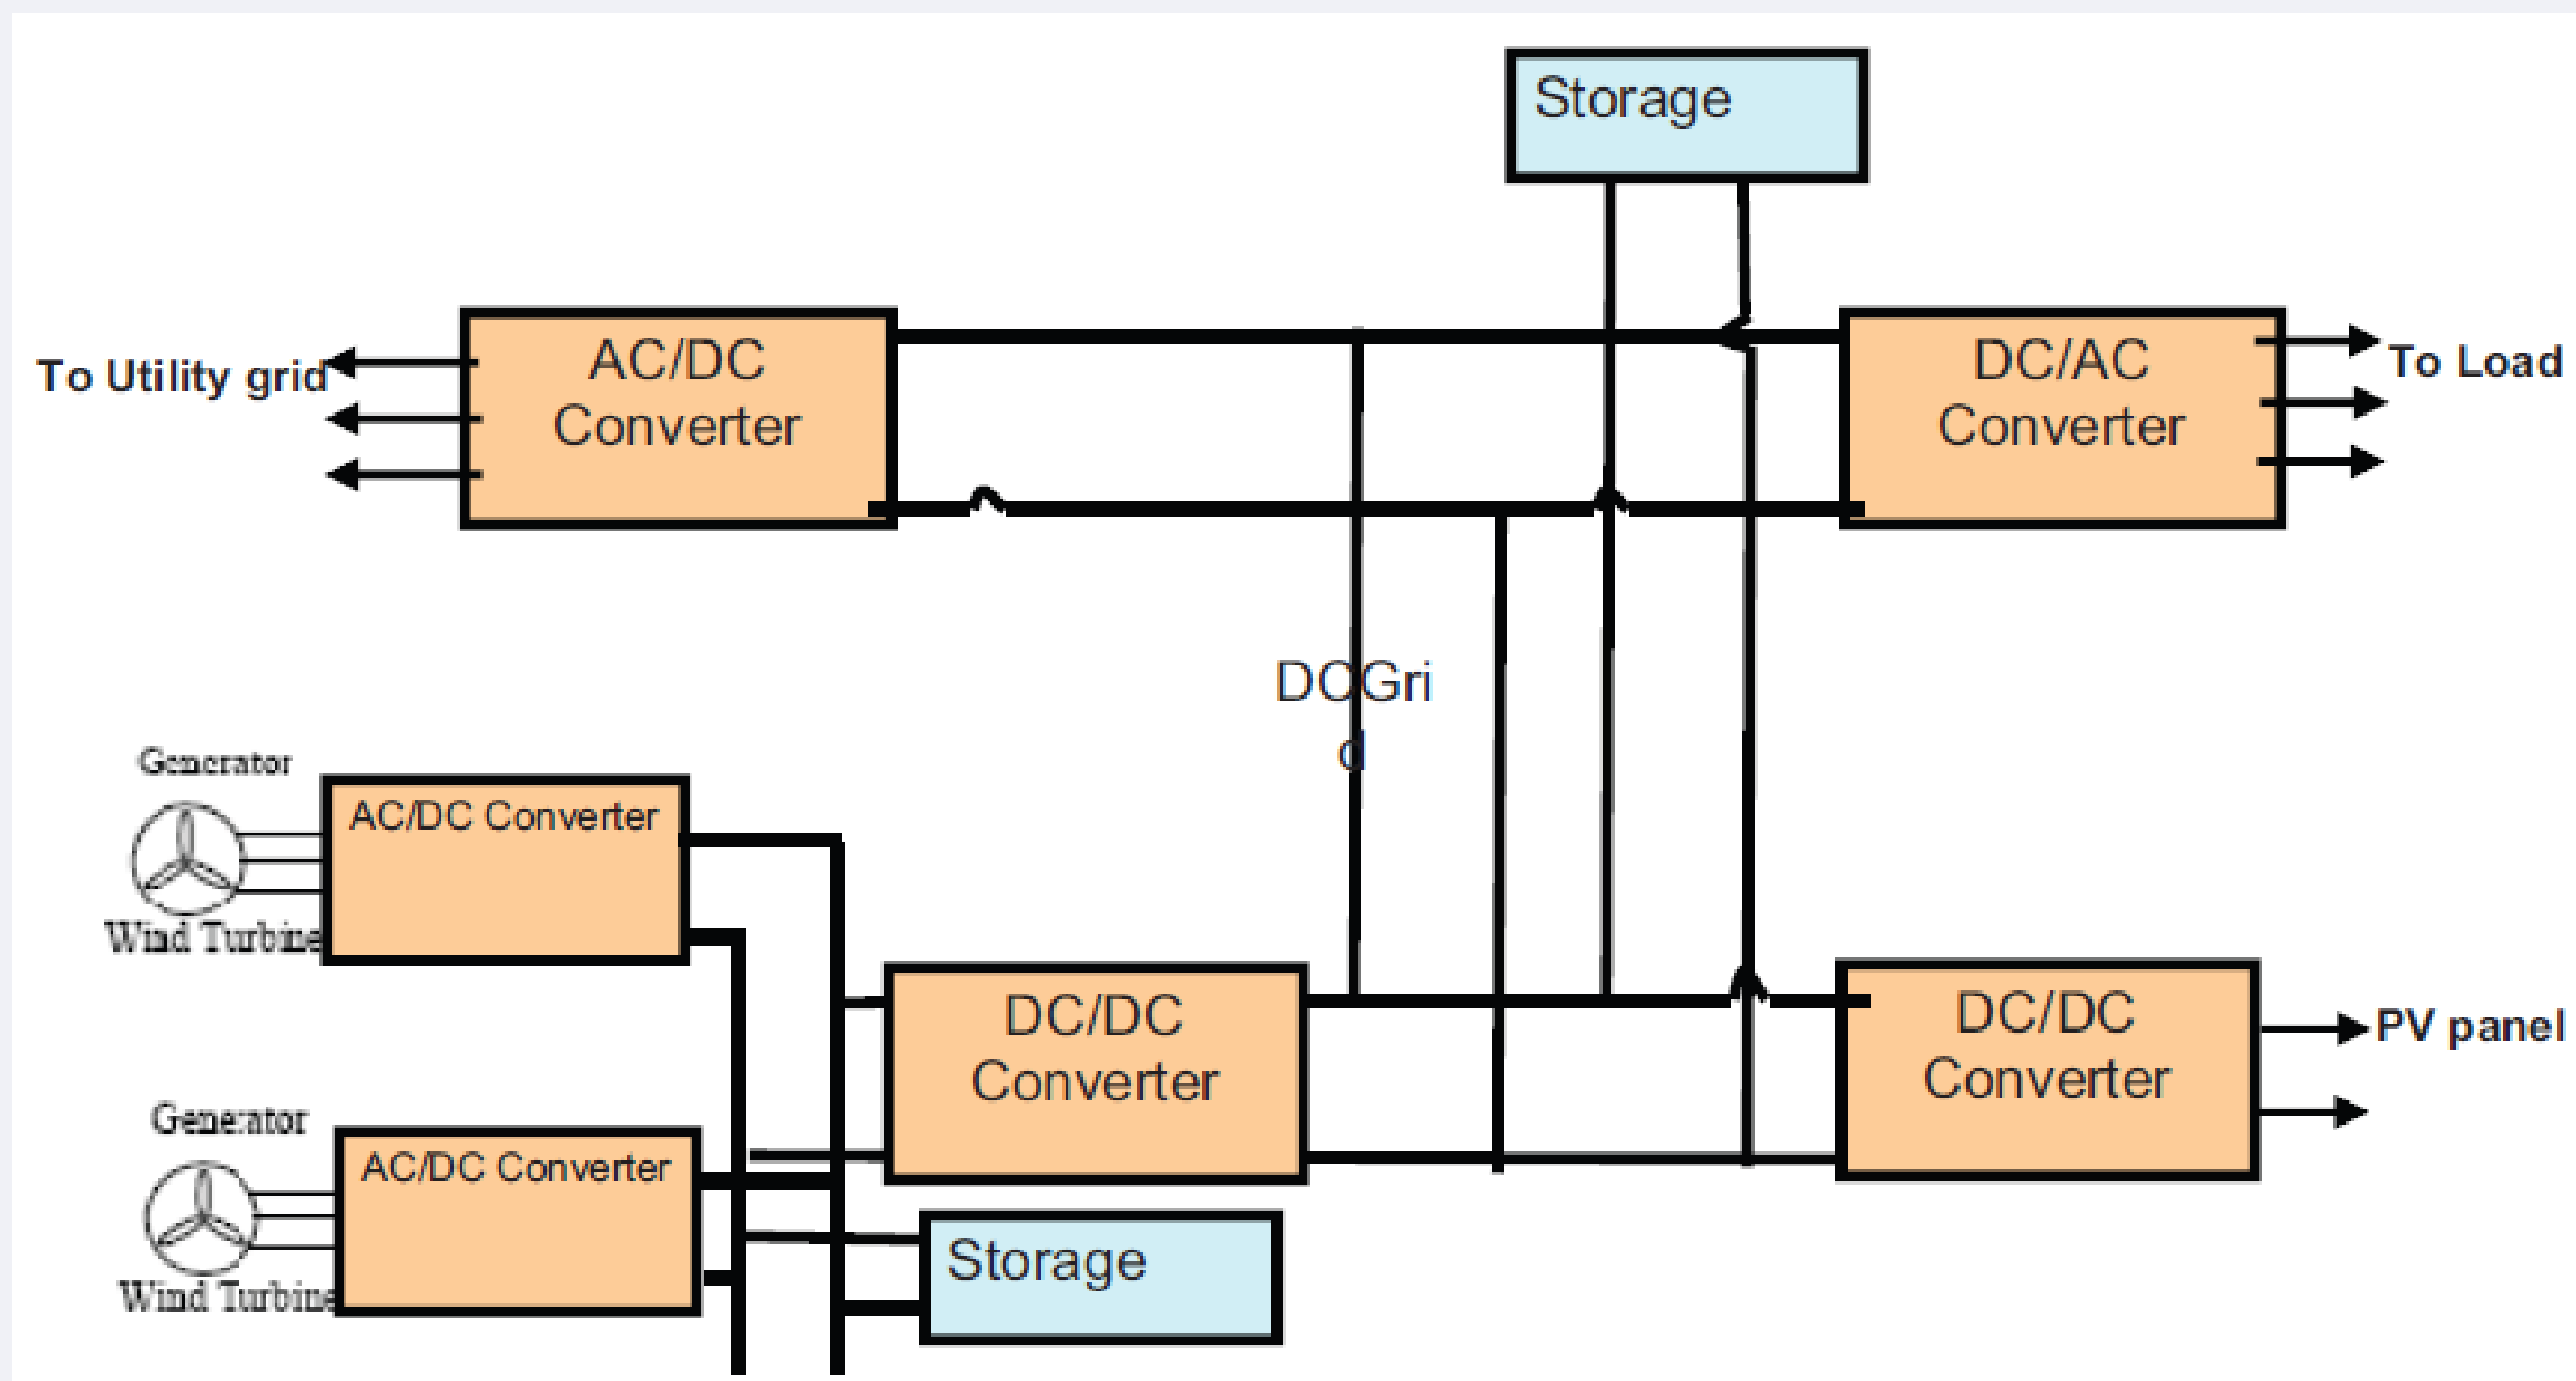 Storage
To Utility grid
AC/DC
Converter
DC/AC
Converter
To Load
DCGri
d
Generator
AC/DC Converter
Wind Turbine
DC/DC
Converter
DC/DC
Converter
PV panel
Generator
AC/DC Converter
Wind Turbine
Storage